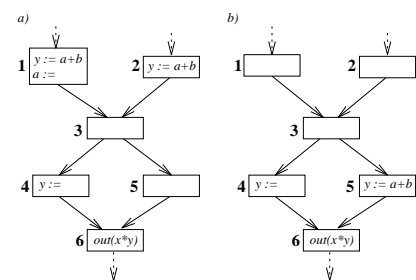 a)
b)
1
y := a+b
a :=
2
y := a+b
1
2
3
3
4
y :=
5
4
y :=
5
y := a+b
6
out(x*y)
6
out(x*y)